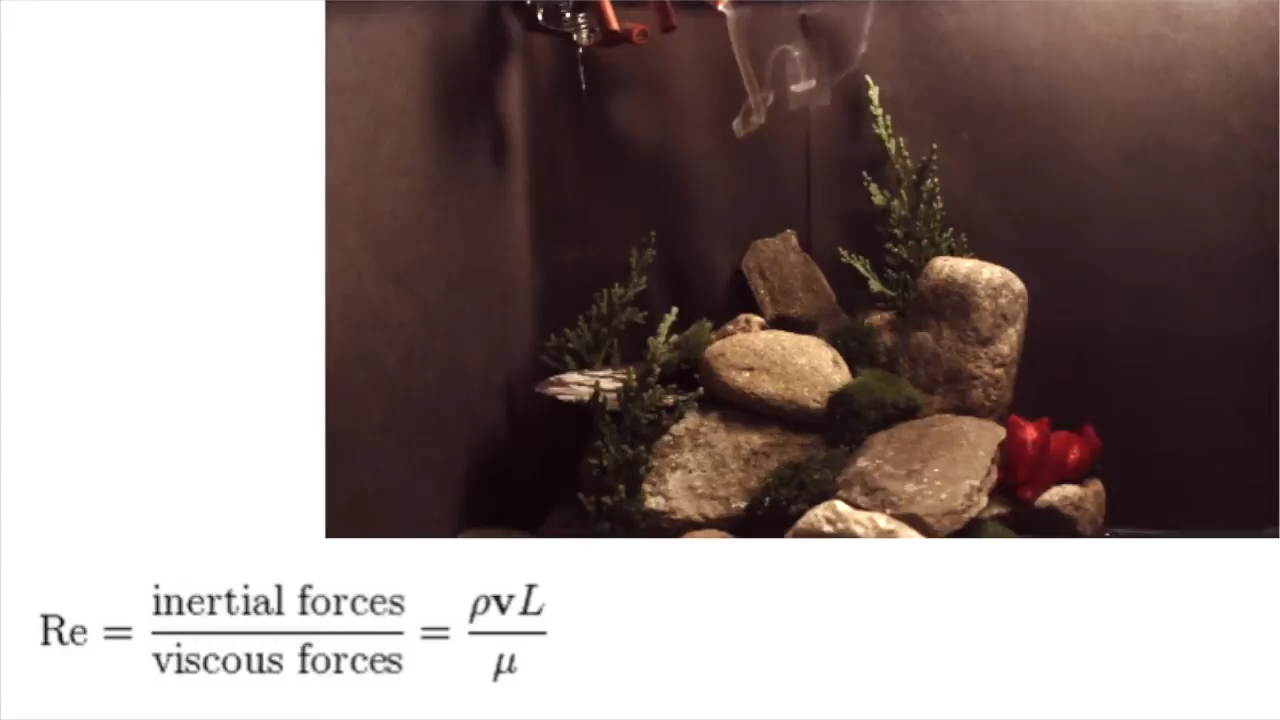 Re = inertial forces / viscous forces = ρvL / μ